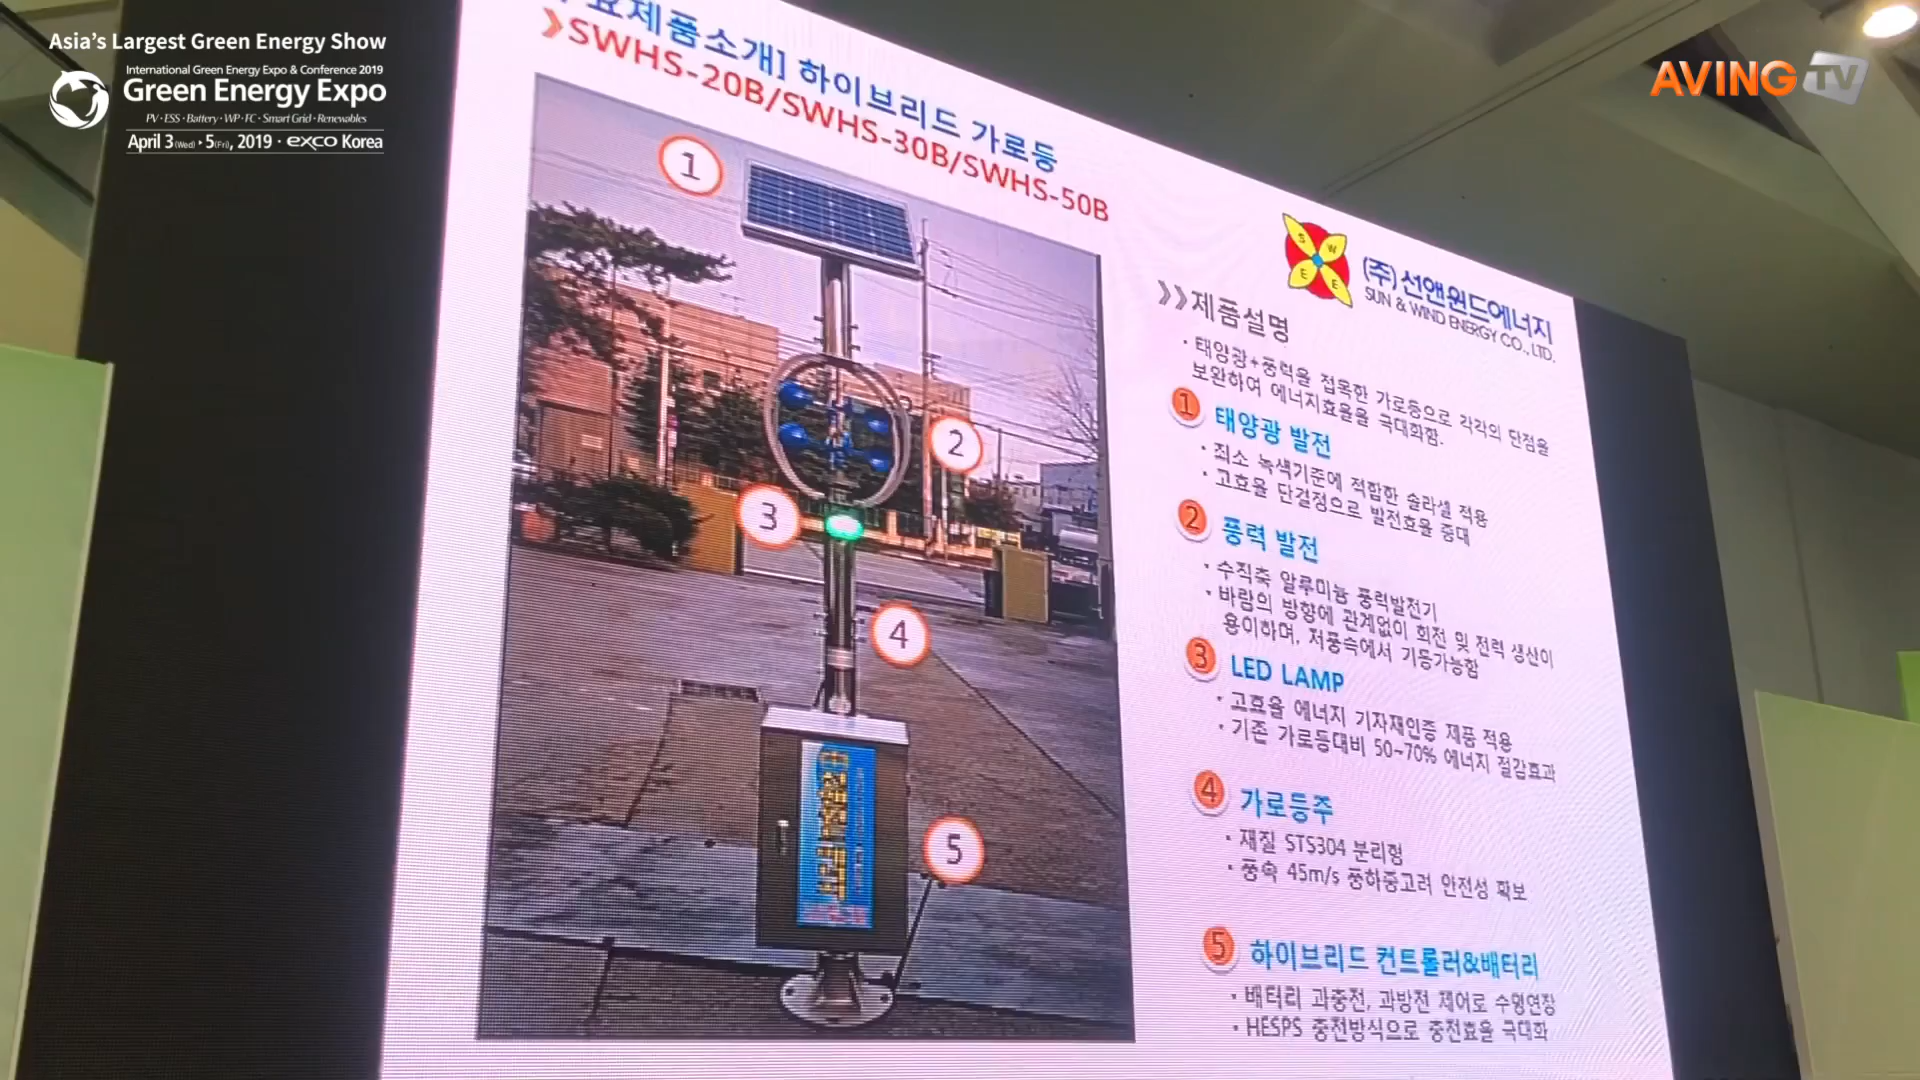 Asia's Largest Green Energy Show
International Green Energy Expo & Conference 2019
Green Energy Expo
PV · ESS · Battery · WP · FC · Smart Grid · Renewables
April 3(Wed) ▸ 5(Fri), 2019 · exco Korea
AVING TV
요제품소개] 하이브리드 가로등
SWHS-20B/SWHS-30B/SWHS-50B
S W E E
(주)선앤윈드에너지
SUN & WIND ENERGY CO., LTD.
1
2
3
4
5
제품설명
· 태양광+풍력을 접목한 가로등으로 각각의 단점을
보완하여 에너지효율을 극대화함.
1 태양광 발전
· 최소 녹색기준에 적합한 솔라셀 적용
· 고효율 단결정으로 발전효율 증대
2 풍력 발전
· 수직축 알루미늄 풍력발전기
· 바람의 방향에 관계없이 회전 및 전력 생산이
용이하며, 저풍속에서 기동가능함
3 LED LAMP
· 고효율 에너지 기자재인증 제품 적용
· 기존 가로등대비 50~70% 에너지 절감효과
4 가로등주
· 재질 STS304 분리형
· 풍속 45m/s 풍하중고려 안전성 확보
5 하이브리드 컨트롤러&배터리
· 배터리 과충전, 과방전 제어로 수명연장
· HESPS 충전방식으로 충전효율 극대화